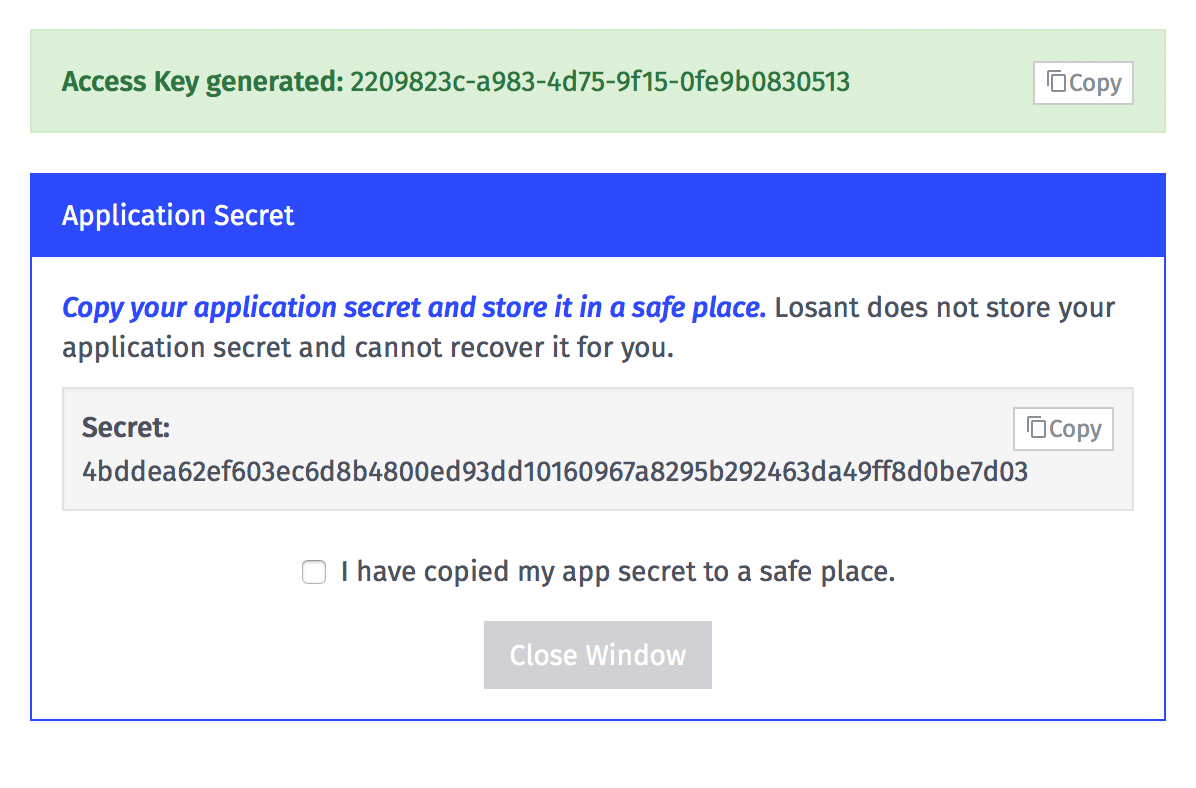 Access Key generated: 2209823c-a983-4d75-9f15-0fe9b0830513
Copy
Application Secret
Copy your application secret and store it in a safe place. Losant does not store your
application secret and cannot recover it for you.
Secret:
Copy
4bddea62ef603ec6d8b4800ed93dd10160967a8295b292463da49ff8d0be7d03
I have copied my app secret to a safe place.
Close Window